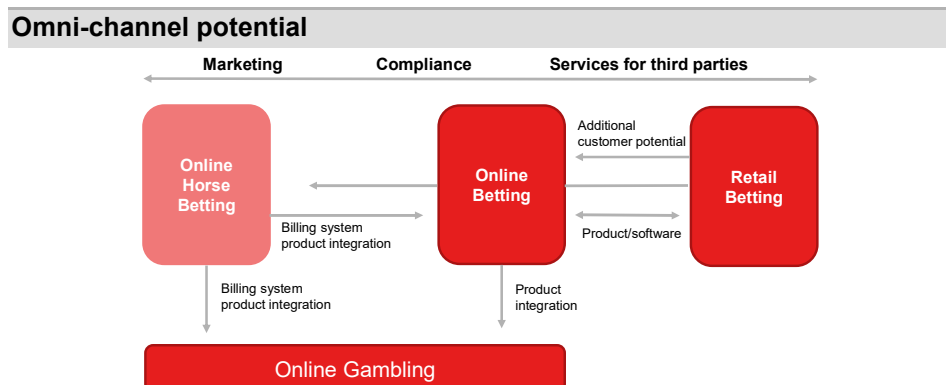 Omni-channel potential
Marketing Compliance Services for third parties
Additional
customer potential
Online
Horse
Betting
Online
Betting
Retail
Betting
Billing system
product integration
Product/software
Billing system
product integration
Product
integration
Online Gambling